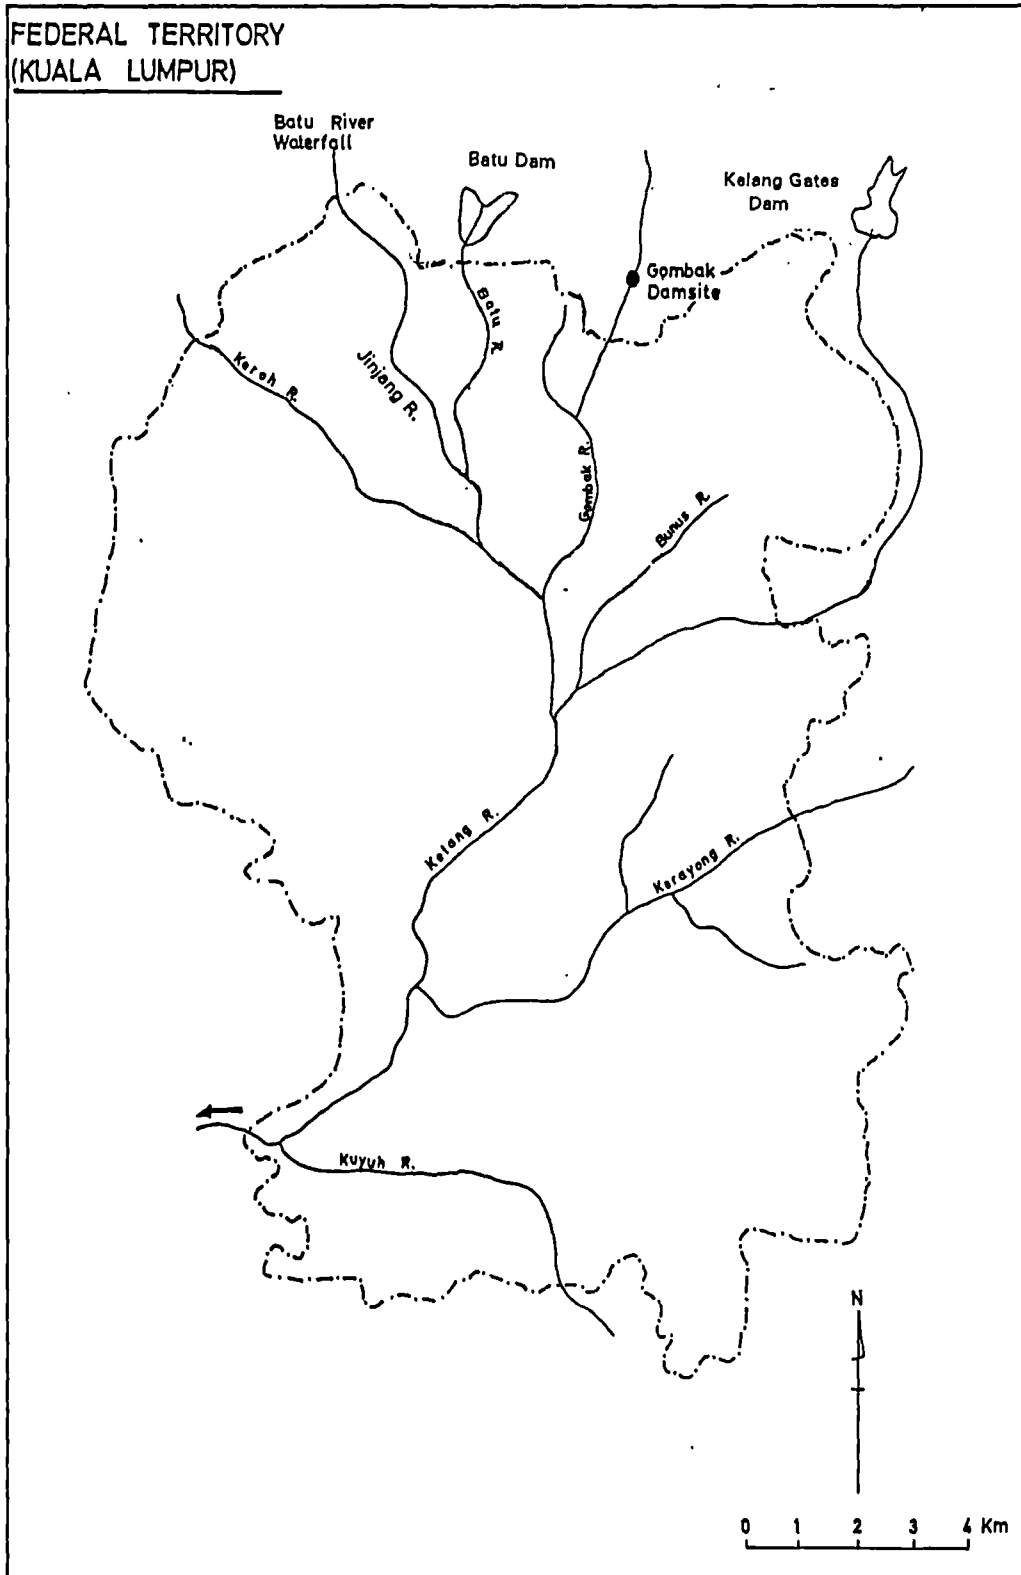 FEDERAL TERRITORY
(KUALA LUMPUR)
Batu River
Waterfall
Batu Dam
Kelang Gates
Dam
Gombak
Damsite
Batu R.
Keroh R.
Jinjang R.
Gombak R.
Bunus R.
Kelang R.
Kerayong R.
Kuyuh R.
N
0 1 2 3 4 Km